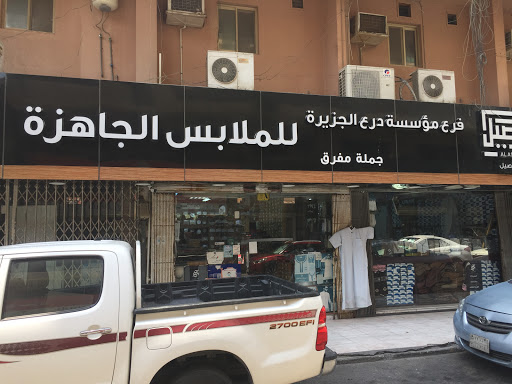 فرع مؤسسة درع الجزيرة للملابس الجاهزة
جملة مفرق
2700 EFI